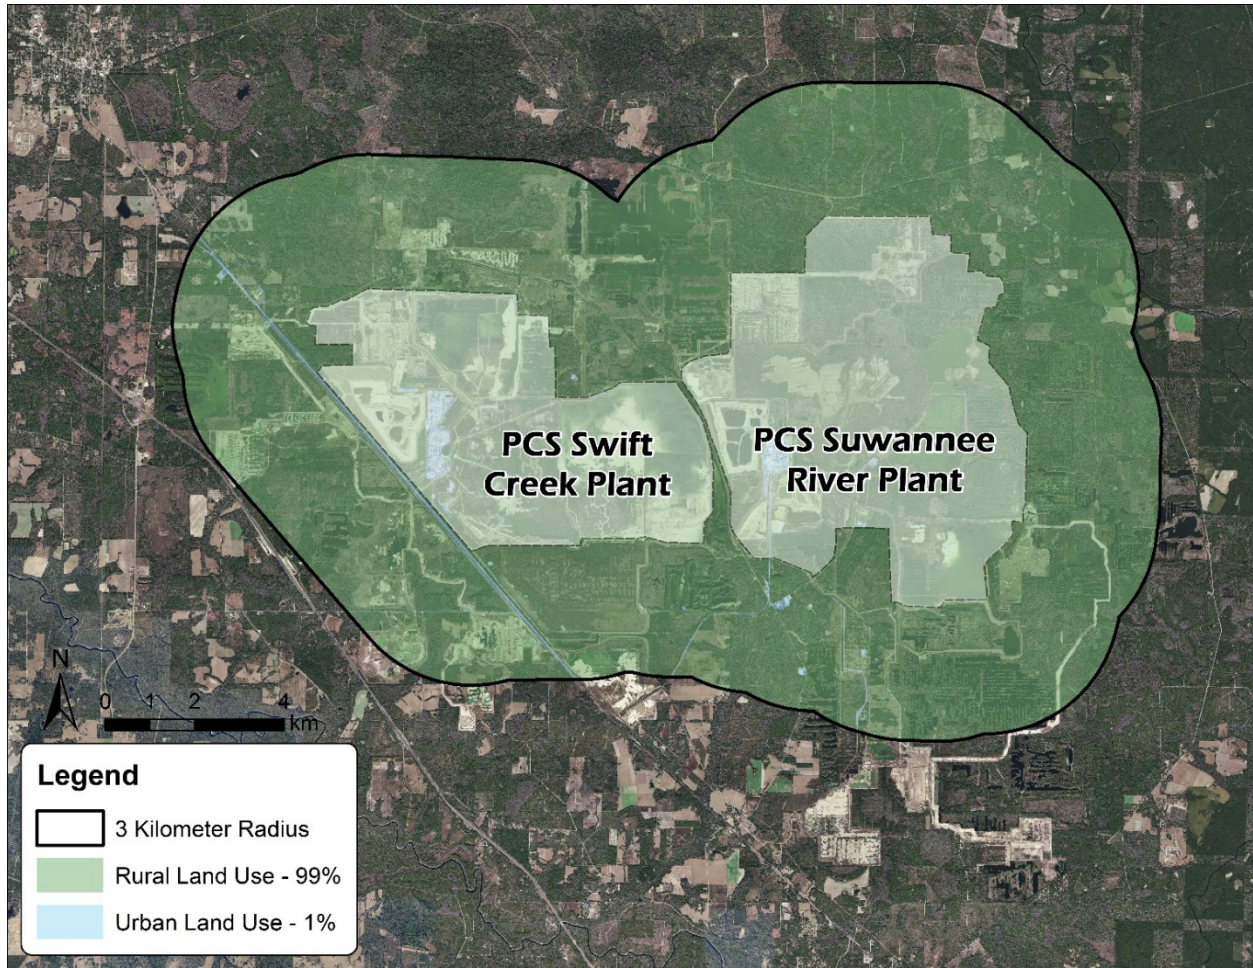 PCS Swift
Creek Plant
PCS Suwannee
River Plant
N
0 1 2 4
km
Legend
3 Kilometer Radius
Rural Land Use - 99%
Urban Land Use - 1%